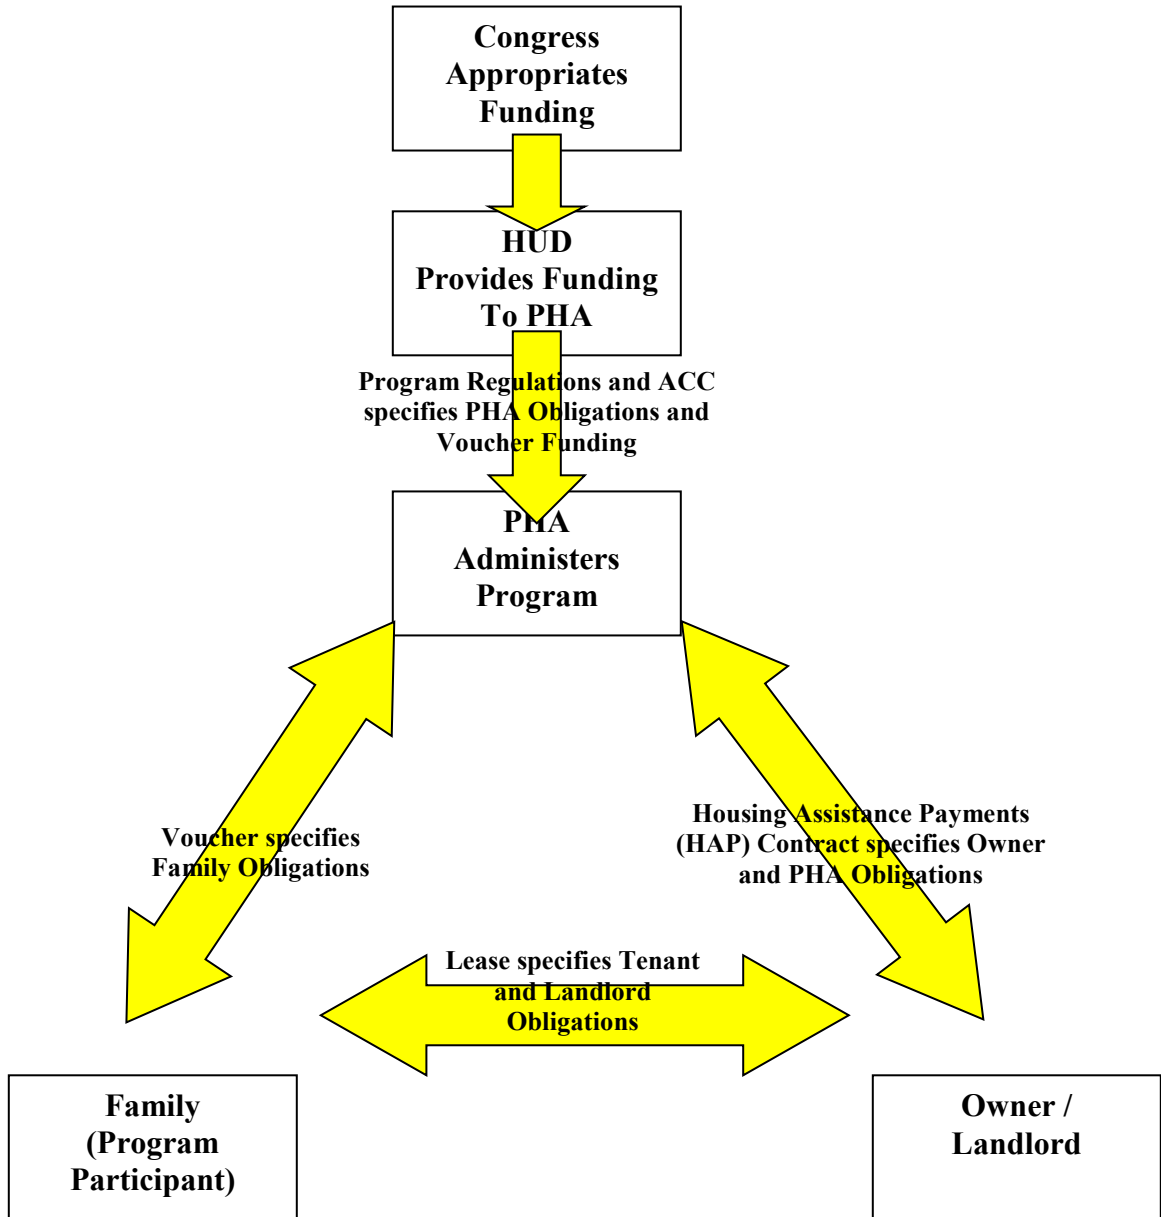 Congress
Appropriates
Funding
HUD
Provides Funding
To PHA
Program Regulations and ACC
specifies PHA Obligations and
Voucher Funding
PHA
Administers
Program
Voucher specifies
Family Obligations
Housing Assistance Payments
(HAP) Contract specifies Owner
and PHA Obligations
Lease specifies Tenant
and Landlord
Obligations
Family
(Program
Participant)
Owner /
Landlord